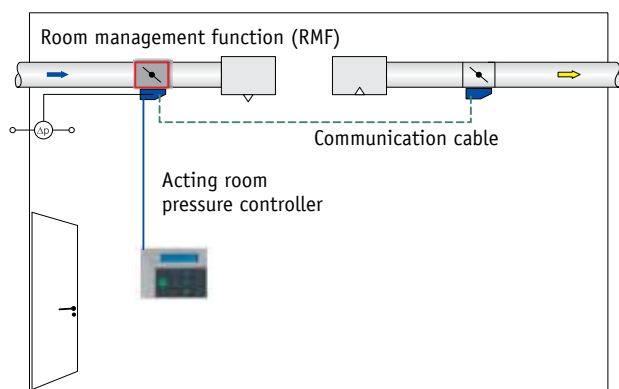 Room management function (RMF)
Δp
Communication cable
Acting room
pressure controller